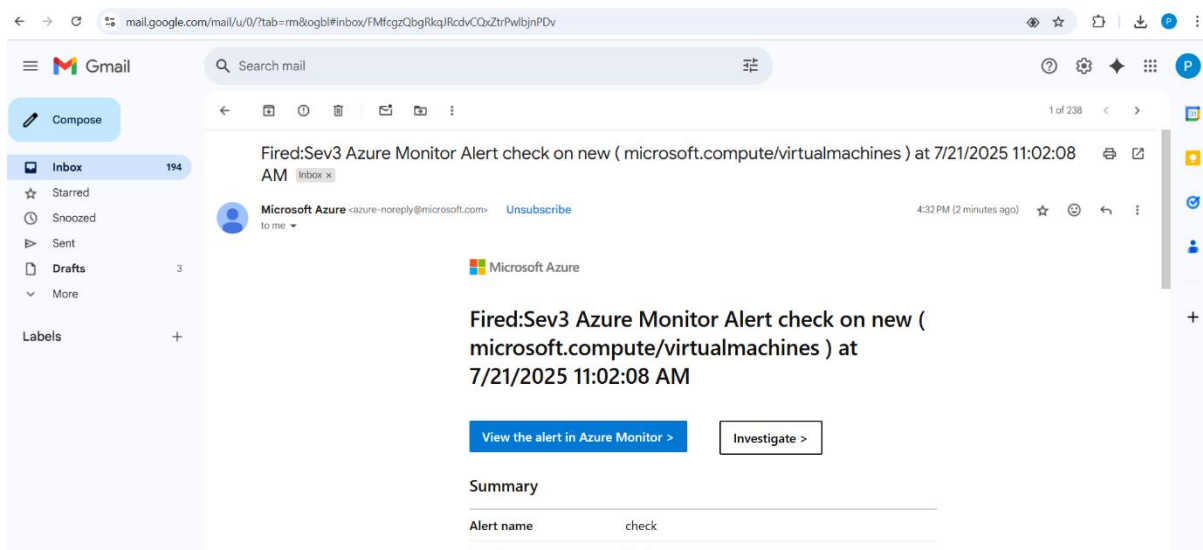 mail.google.com/mail/u/0/?tab=rm&ogbl#inbox/FMfcgzQbgRkqJRcdvCQxZtrPwlbjnPDv
P
Gmail
Search mail
P
Compose
1 of 238
31
Inbox 194
Starred
Snoozed
Sent
Drafts 3
More
Labels
Fired:Sev3 Azure Monitor Alert check on new ( microsoft.compute/virtualmachines ) at 7/21/2025 11:02:08
AM Inbox x
Microsoft Azure <azure-noreply@microsoft.com> Unsubscribe 4:32 PM (2 minutes ago)
to me
Microsoft Azure
Fired:Sev3 Azure Monitor Alert check on new (
microsoft.compute/virtualmachines ) at
7/21/2025 11:02:08 AM
View the alert in Azure Monitor >
Investigate >
Summary
Alert name check